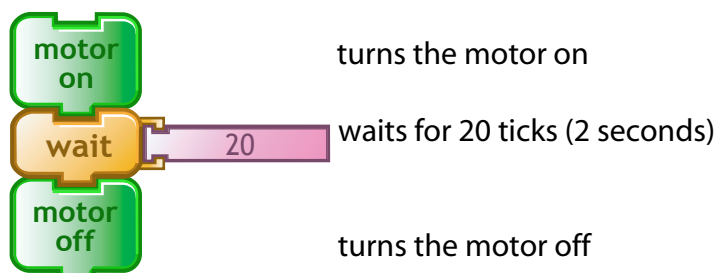 motor
on
turns the motor on
wait
20
waits for 20 ticks (2 seconds)
motor
off
turns the motor off